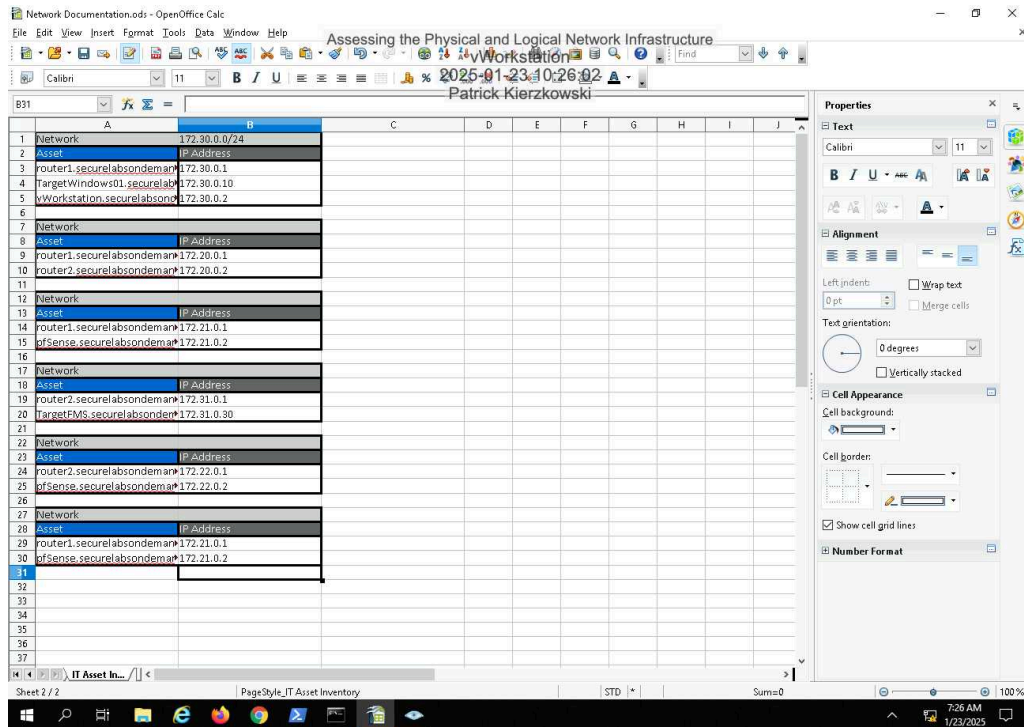 Network Documentation.ods - OpenOffice Calc
File Edit View Insert Format Tools Data Window Help
Assessing the Physical and Logical Network Infrastructure
vWorkstation
2025-01-23 10:26:02
Patrick Kierzkowski
Find
Calibri 11 B I U
B31
A B C D E F G H I J
1 Network 172.30.0.0/24
2 Asset IP Address
3 router1.securelabsondeman 172.30.0.1
4 TargetWindows01.securelab 172.30.0.10
5 vWorkstation.securelabsond 172.30.0.2
6
7 Network
8 Asset IP Address
9 router1.securelabsondeman 172.20.0.1
10 router2.securelabsondeman 172.20.0.2
11
12 Network
13 Asset IP Address
14 router1.securelabsondeman 172.21.0.1
15 pfSense.securelabsondeman 172.21.0.2
16
17 Network
18 Asset IP Address
19 router2.securelabsondeman 172.31.0.1
20 TargetFMS.securelabsondem 172.31.0.30
21
22 Network
23 Asset IP Address
24 router2.securelabsondeman 172.22.0.1
25 pfSense.securelabsondeman 172.22.0.2
26
27 Network
28 Asset IP Address
29 router1.securelabsondeman 172.21.0.1
30 pfSense.securelabsondeman 172.21.0.2
31
32
33
34
35
36
37
Properties
Text
Calibri 11
B I U ABC
Alignment
Left indent:
0 pt
Wrap text
Merge cells
Text orientation:
0 degrees
Vertically stacked
Cell Appearance
Cell background:
Cell border:
Show cell grid lines
Number Format
IT Asset In...
Sheet 2 / 2 PageStyle_IT Asset Inventory STD * Sum=0 100%
7:26 AM
1/23/2025